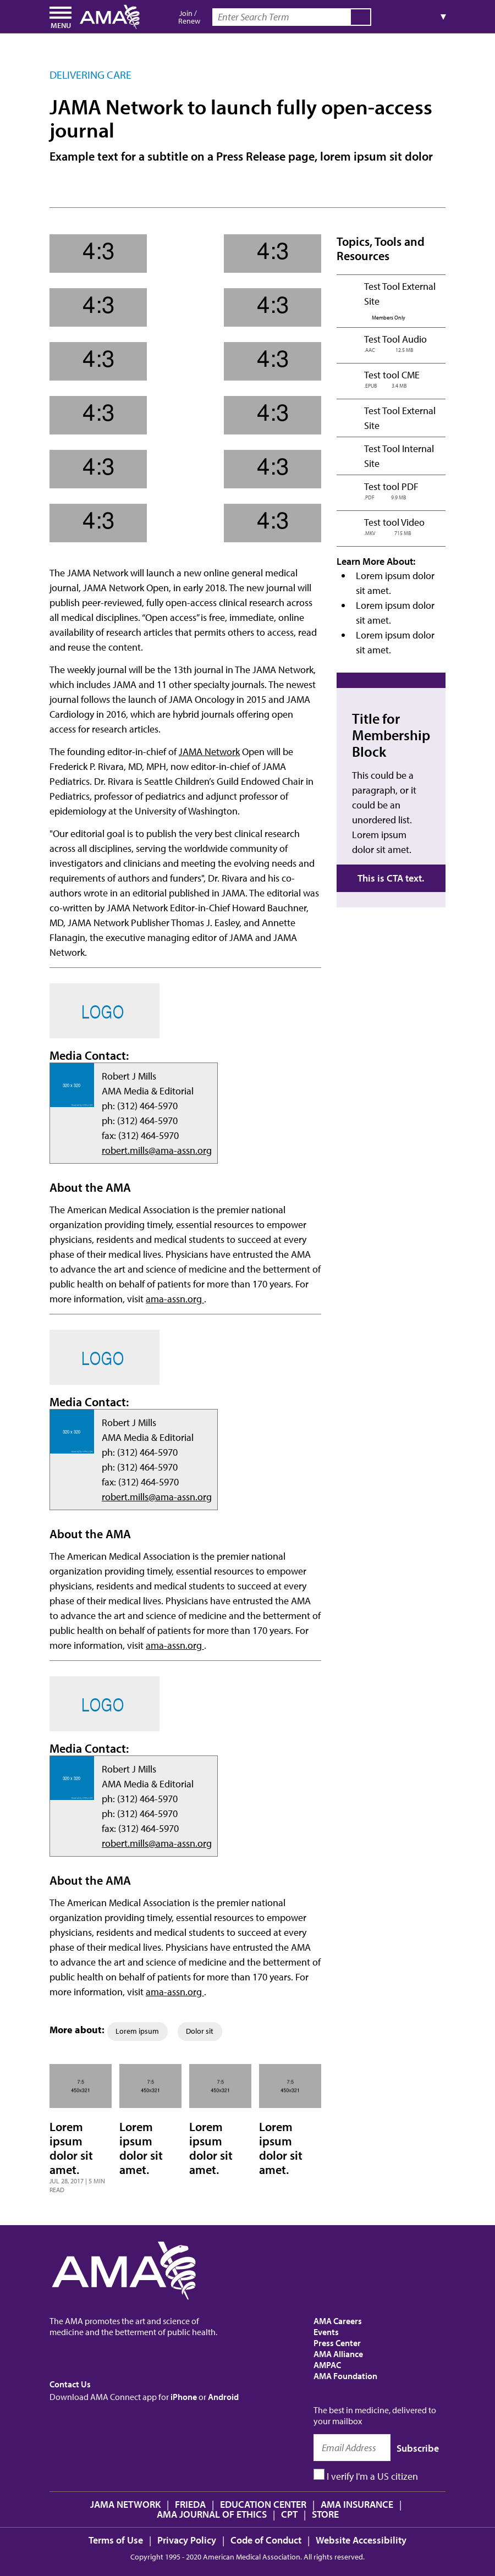 MENU
AMA
Join /
Renew
Enter Search Term
▼
DELIVERING CARE
JAMA Network to launch fully open-access
journal
Example text for a subtitle on a Press Release page, lorem ipsum sit dolor
4:3 4:3
4:3 4:3
4:3 4:3
4:3 4:3
4:3 4:3
4:3 4:3
The JAMA Network will launch a new online general medical
journal, JAMA Network Open, in early 2018. The new journal will
publish peer-reviewed, fully open-access clinical research across
all medical disciplines. “Open access” is free, immediate, online
availability of research articles that permits others to access, read
and reuse the content.
The weekly journal will be the 13th journal in The JAMA Network,
which includes JAMA and 11 other specialty journals. The newest
journal follows the launch of JAMA Oncology in 2015 and JAMA
Cardiology in 2016, which are hybrid journals offering open
access for research articles.
The founding editor-in-chief of JAMA Network Open will be
Frederick P. Rivara, MD, MPH, now editor-in-chief of JAMA
Pediatrics. Dr. Rivara is Seattle Children’s Guild Endowed Chair in
Pediatrics, professor of pediatrics and adjunct professor of
epidemiology at the University of Washington.
"Our editorial goal is to publish the very best clinical research
across all disciplines, serving the worldwide community of
investigators and clinicians and meeting the evolving needs and
requirements of authors and funders", Dr. Rivara and his co-
authors wrote in an editorial published in JAMA. The editorial was
co-written by JAMA Network Editor-in-Chief Howard Bauchner,
MD, JAMA Network Publisher Thomas J. Easley, and Annette
Flanagin, the executive managing editor of JAMA and JAMA
Network.
LOGO
Media Contact:
320 x 320
Robert J Mills
AMA Media & Editorial
ph: (312) 464-5970
ph: (312) 464-5970
fax: (312) 464-5970
robert.mills@ama-assn.org
About the AMA
The American Medical Association is the premier national
organization providing timely, essential resources to empower
physicians, residents and medical students to succeed at every
phase of their medical lives. Physicians have entrusted the AMA
to advance the art and science of medicine and the betterment of
public health on behalf of patients for more than 170 years. For
more information, visit ama-assn.org .
LOGO
Media Contact:
320 x 320
Robert J Mills
AMA Media & Editorial
ph: (312) 464-5970
ph: (312) 464-5970
fax: (312) 464-5970
robert.mills@ama-assn.org
About the AMA
The American Medical Association is the premier national
organization providing timely, essential resources to empower
physicians, residents and medical students to succeed at every
phase of their medical lives. Physicians have entrusted the AMA
to advance the art and science of medicine and the betterment of
public health on behalf of patients for more than 170 years. For
more information, visit ama-assn.org .
LOGO
Media Contact:
320 x 320
Robert J Mills
AMA Media & Editorial
ph: (312) 464-5970
ph: (312) 464-5970
fax: (312) 464-5970
robert.mills@ama-assn.org
About the AMA
The American Medical Association is the premier national
organization providing timely, essential resources to empower
physicians, residents and medical students to succeed at every
phase of their medical lives. Physicians have entrusted the AMA
to advance the art and science of medicine and the betterment of
public health on behalf of patients for more than 170 years. For
more information, visit ama-assn.org .
More about: Lorem ipsum Dolor sit
7:5
450x321
Lorem
ipsum
dolor sit
amet.
JUL 28, 2017 | 5 MIN
READ
7:5
450x321
Lorem
ipsum
dolor sit
amet.
7:5
450x321
Lorem
ipsum
dolor sit
amet.
7:5
450x321
Lorem
ipsum
dolor sit
amet.
Topics, Tools and
Resources
Test Tool External
Site
Members Only
Test Tool Audio
.AAC 12.5 MB
Test tool CME
.EPUB 3.4 MB
Test Tool External
Site
Test Tool Internal
Site
Test tool PDF
.PDF 9.9 MB
Test tool Video
.MKV 715 MB
Learn More About:
• Lorem ipsum dolor
sit amet.
• Lorem ipsum dolor
sit amet.
• Lorem ipsum dolor
sit amet.
Title for
Membership
Block
This could be a
paragraph, or it
could be an
unordered list.
Lorem ipsum
dolor sit amet.
This is CTA text.
AMA
The AMA promotes the art and science of
medicine and the betterment of public health.
Contact Us
Download AMA Connect app for iPhone or Android
AMA Careers
Events
Press Center
AMA Alliance
AMPAC
AMA Foundation
The best in medicine, delivered to
your mailbox
Email Address Subscribe
I verify I'm a US citizen
JAMA NETWORK | FRIEDA | EDUCATION CENTER | AMA INSURANCE |
AMA JOURNAL OF ETHICS | CPT | STORE
Terms of Use | Privacy Policy | Code of Conduct | Website Accessibility
Copyright 1995 - 2020 American Medical Association. All rights reserved.